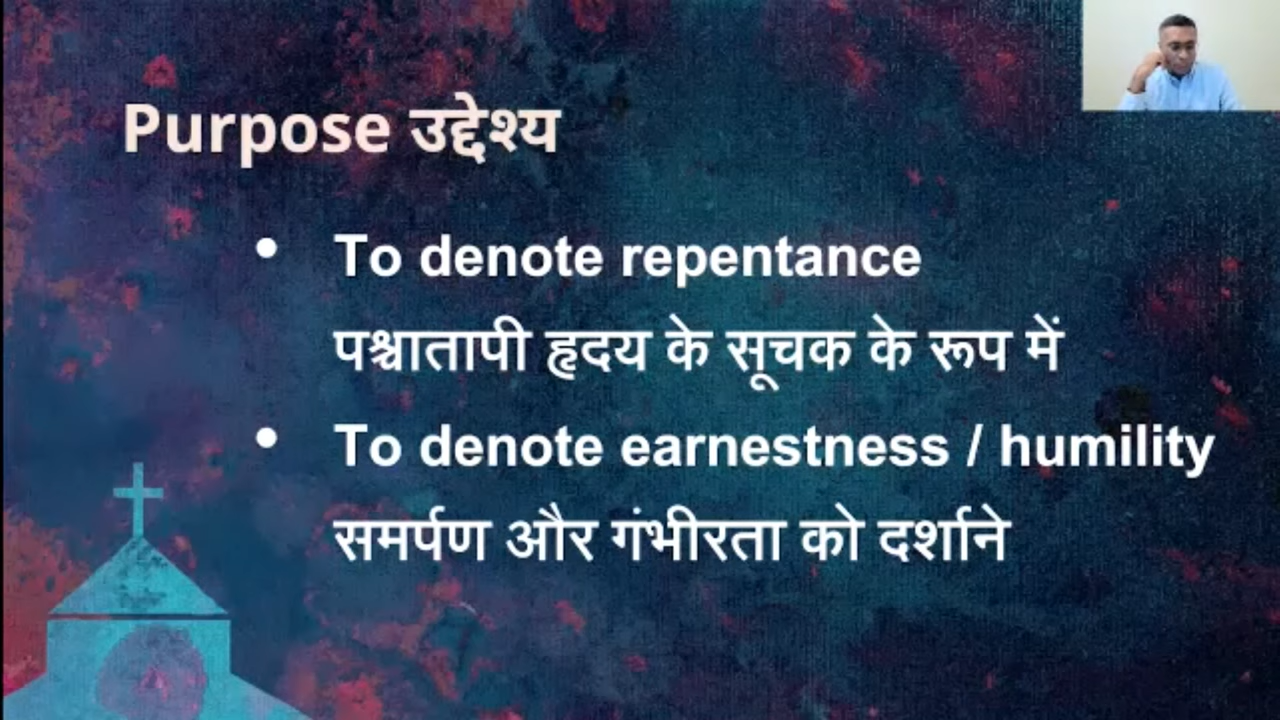 Purpose उद्देश्य
• To denote repentance
पश्चातापी हृदय के सूचक के रूप में
• To denote earnestness / humility
समर्पण और गंभीरता को दर्शाने